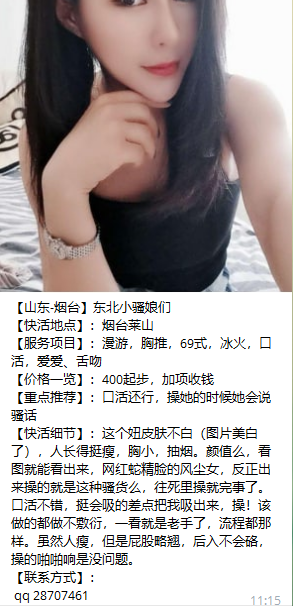 【山东-烟台】东北小骚娘们
【快活地点】：烟台莱山
【服务项目】：漫游，胸推，69式，冰火，口
活，爱爱、舌吻
【价格一览】：400起步，加项收钱
【重点推荐】：口活还行，操她的时候她会说
骚话
【快活细节】：这个妞皮肤不白（图片美白
了），人长得挺瘦，胸小，抽烟。颜值么，看
图就能看出来，网红蛇精脸的风尘女，反正出
来操的就是这种骚货么，往死里操就完事了。
口活不错，挺会吸的差点把我吸出来，操！该
做的都做不敷衍，一看就是老手了，流程都那
样。虽然人瘦，但是屁股略翘，后入不会硌，
操的啪啪响是没问题。
【联系方式】：
qq 28707461
11:15